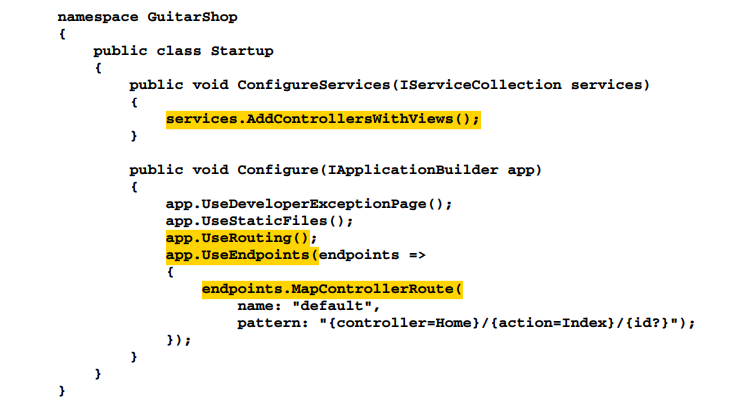 namespace GuitarShop
{
    public class Startup
    {
        public void ConfigureServices(IServiceCollection services)
        {
            services.AddControllersWithViews();
        }

        public void Configure(IApplicationBuilder app)
        {
            app.UseDeveloperExceptionPage();
            app.UseStaticFiles();
            app.UseRouting();
            app.UseEndpoints(endpoints =>
            {
                endpoints.MapControllerRoute(
                    name: "default",
                    pattern: "{controller=Home}/{action=Index}/{id?}");
            });
        }
    }
}